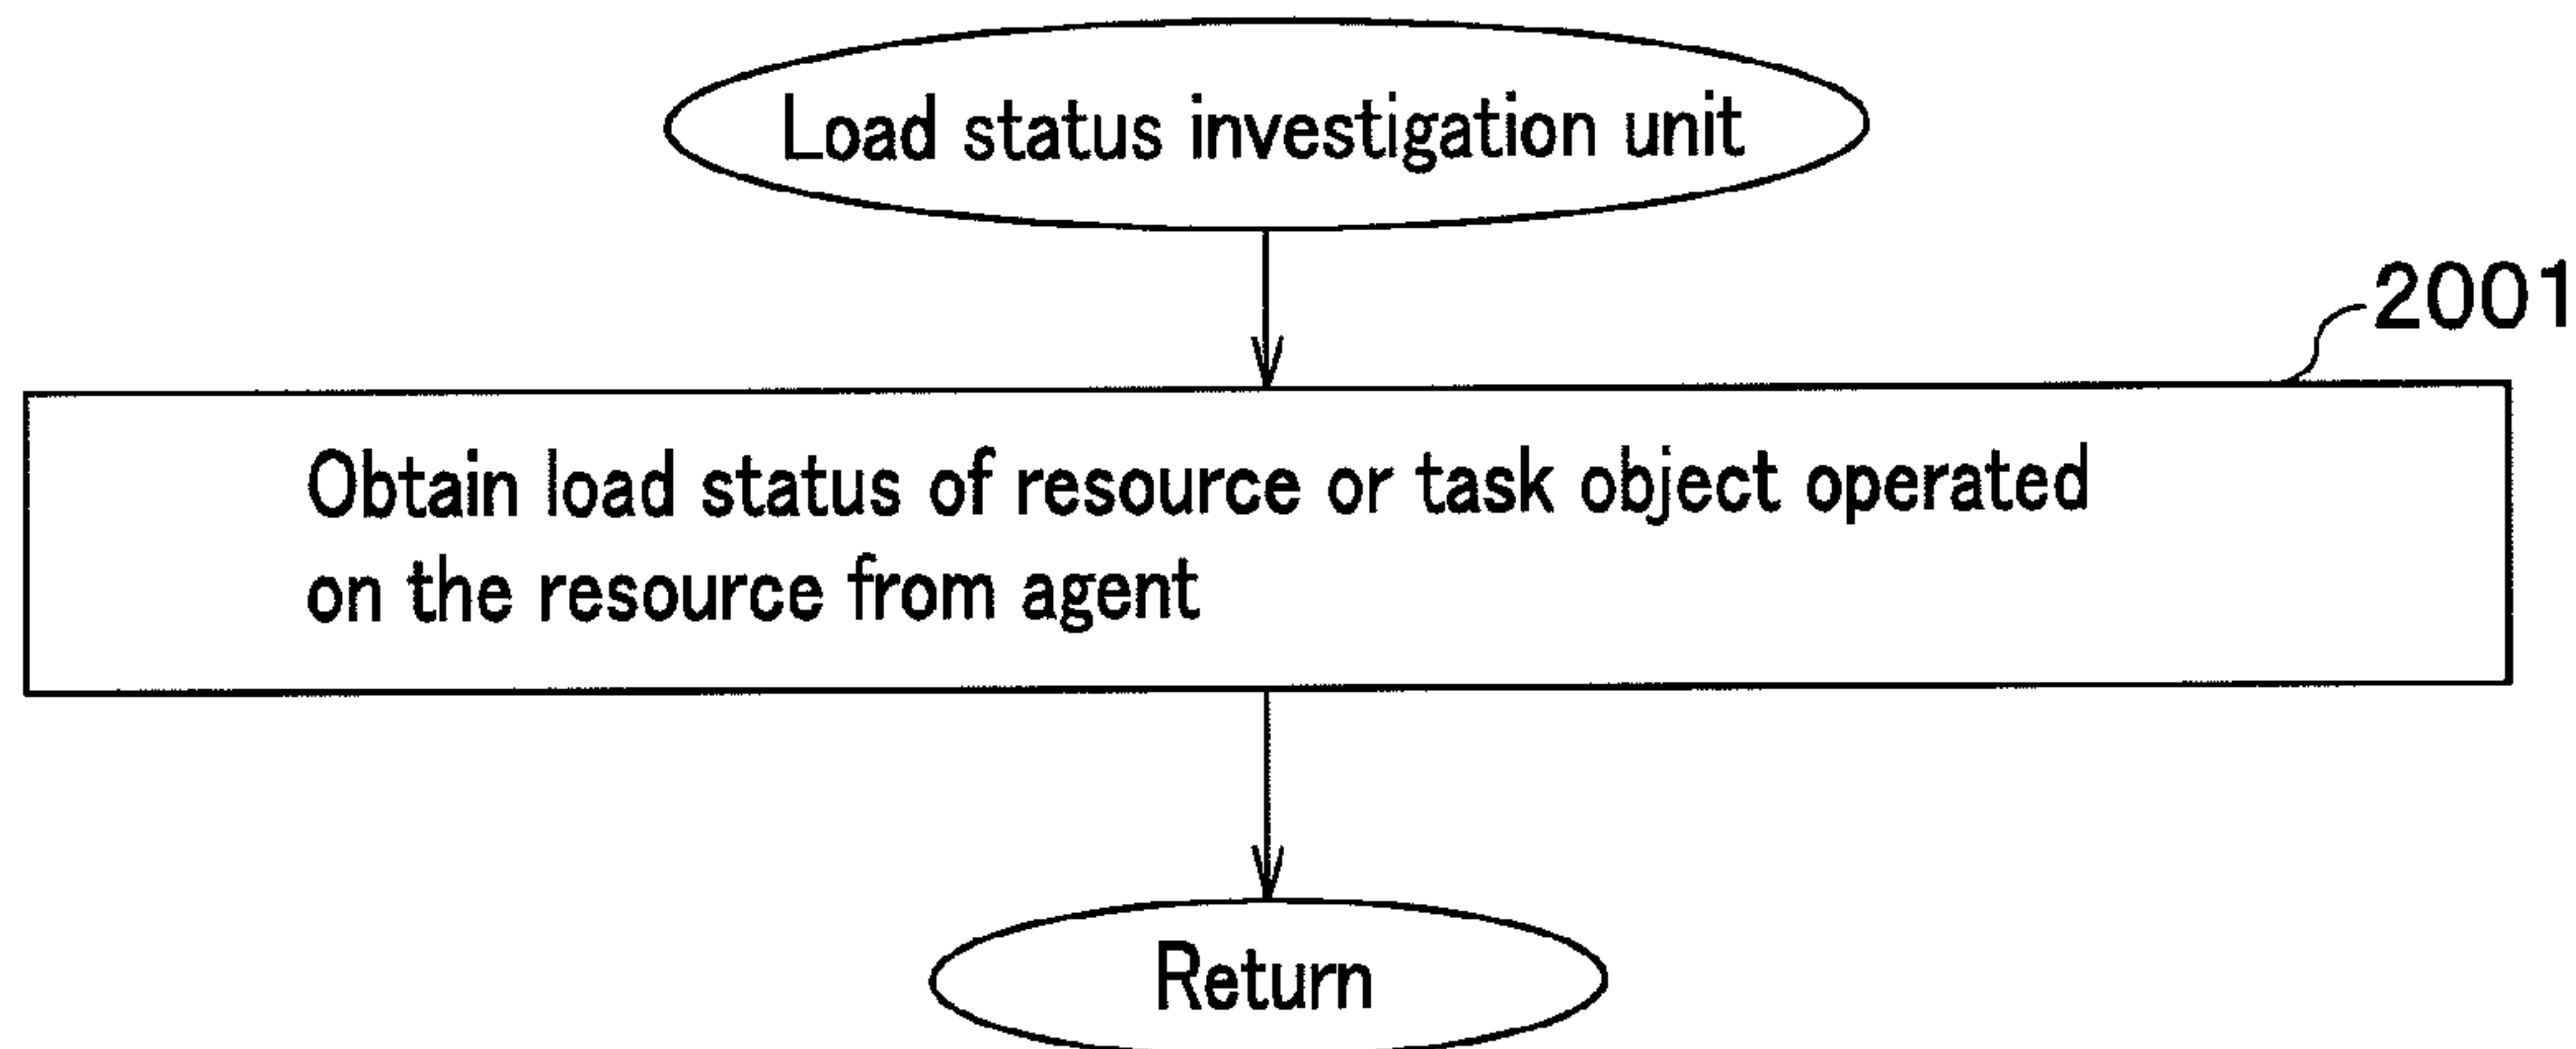 Load status investigation unit
2001
Obtain load status of resource or task object operated
on the resource from agent
Return